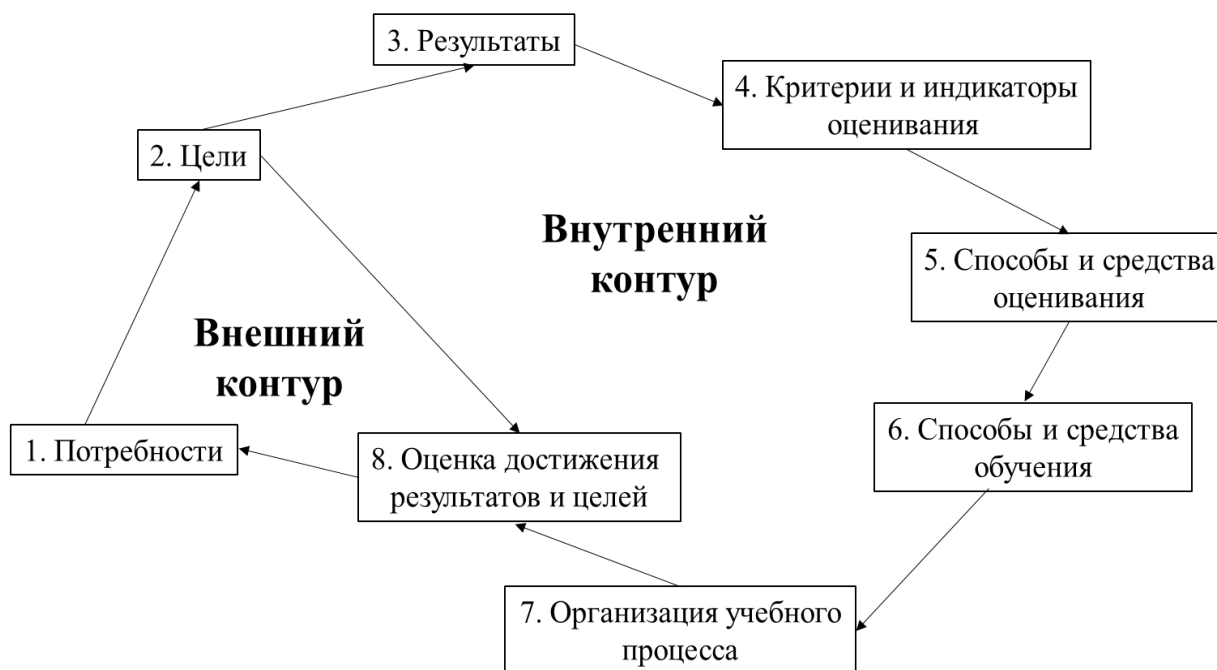 3. Результаты
4. Критерии и индикаторы
оценивания
2. Цели
Внутренний
контур
5. Способы и средства
оценивания
Внешний
контур
6. Способы и средства
обучения
1. Потребности
8. Оценка достижения
результатов и целей
7. Организация учебного
процесса